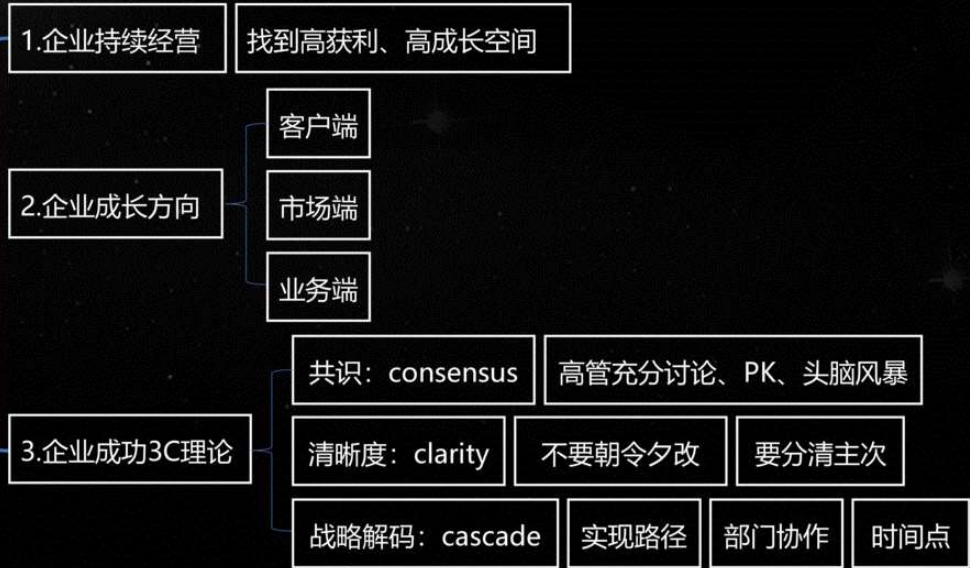 1.企业持续经营 找到高获利、高成长空间
客户端
2.企业成长方向 市场端
业务端
共识：consensus 高管充分讨论、PK、头脑风暴
3.企业成功3C理论 清晰度：clarity 不要朝令夕改 要分清主次
战略解码：cascade 实现路径 部门协作 时间点